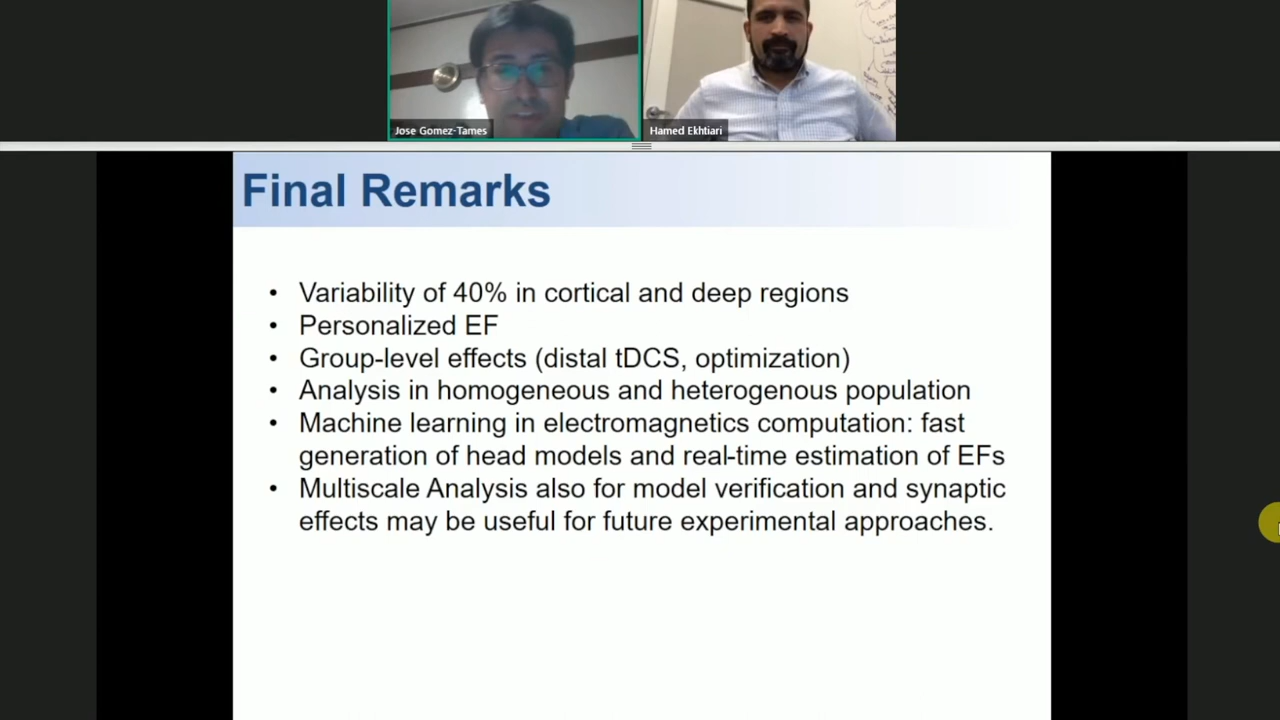 Jose Gomez-Tames
Hamed Ekhtiari
Final Remarks
• Variability of 40% in cortical and deep regions
• Personalized EF
• Group-level effects (distal tDCS, optimization)
• Analysis in homogeneous and heterogenous population
• Machine learning in electromagnetics computation: fast
generation of head models and real-time estimation of EFs
• Multiscale Analysis also for model verification and synaptic
effects may be useful for future experimental approaches.